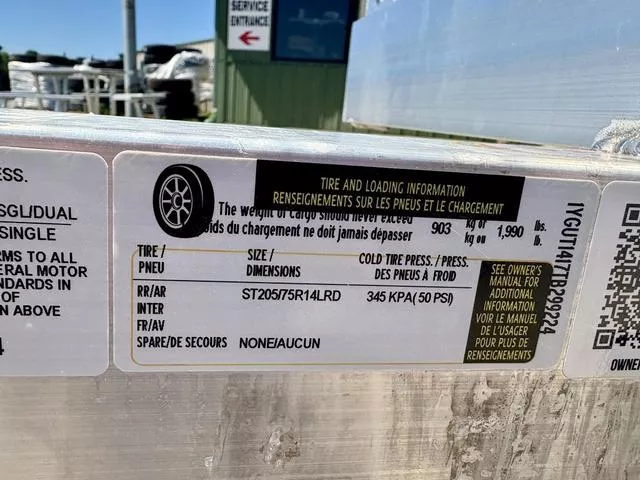 SERVICE
ENTRANCE
SS.
SGL/DUAL
SINGLE
RMS TO ALL
ERAL MOTOR
NDARDS IN
OF
N ABOVE
4
TIRE AND LOADING INFORMATION
RENSEIGNEMENTS SUR LES PNEUS ET LE CHARGEMENT
The weight of cargo should never exceed 903 kg or 1,990 lbs.
ids du chargement ne doit jamais dépasser kg ou lb.
TIRE / SIZE / COLD TIRE PRESS. / PRESS.
PNEU DIMENSIONS DES PNEUS À FROID
RR/AR ST205/75R14LRD 345 KPA( 50 PSI)
INTER
FR/AV
SPARE/DE SECOURS NONE/AUCUN
SEE OWNER'S
MANUAL FOR
ADDITIONAL
INFORMATION
VOIR LE MANUEL
DE L'USAGER
POUR PLUS DE
RENSEIGNEMENTS
OWNE